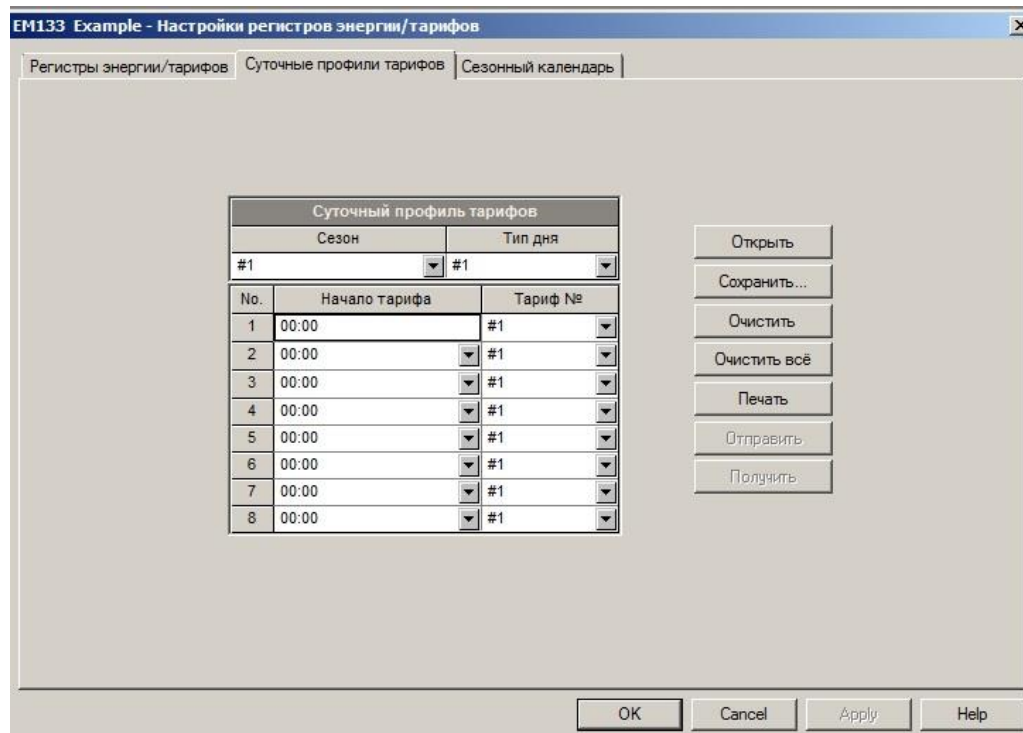 EM133 Example - Настройки регистров энергии/тарифов
Регистры энергии/тарифов Суточные профили тарифов Сезонный календарь
Суточный профиль тарифов
Сезон Тип дня
#1 #1
No. Начало тарифа Тариф №
1 00:00 #1
2 00:00 #1
3 00:00 #1
4 00:00 #1
5 00:00 #1
6 00:00 #1
7 00:00 #1
8 00:00 #1
Открыть
Сохранить...
Очистить
Очистить всё
Печать
Отправить
Получить
OK Cancel Apply Help